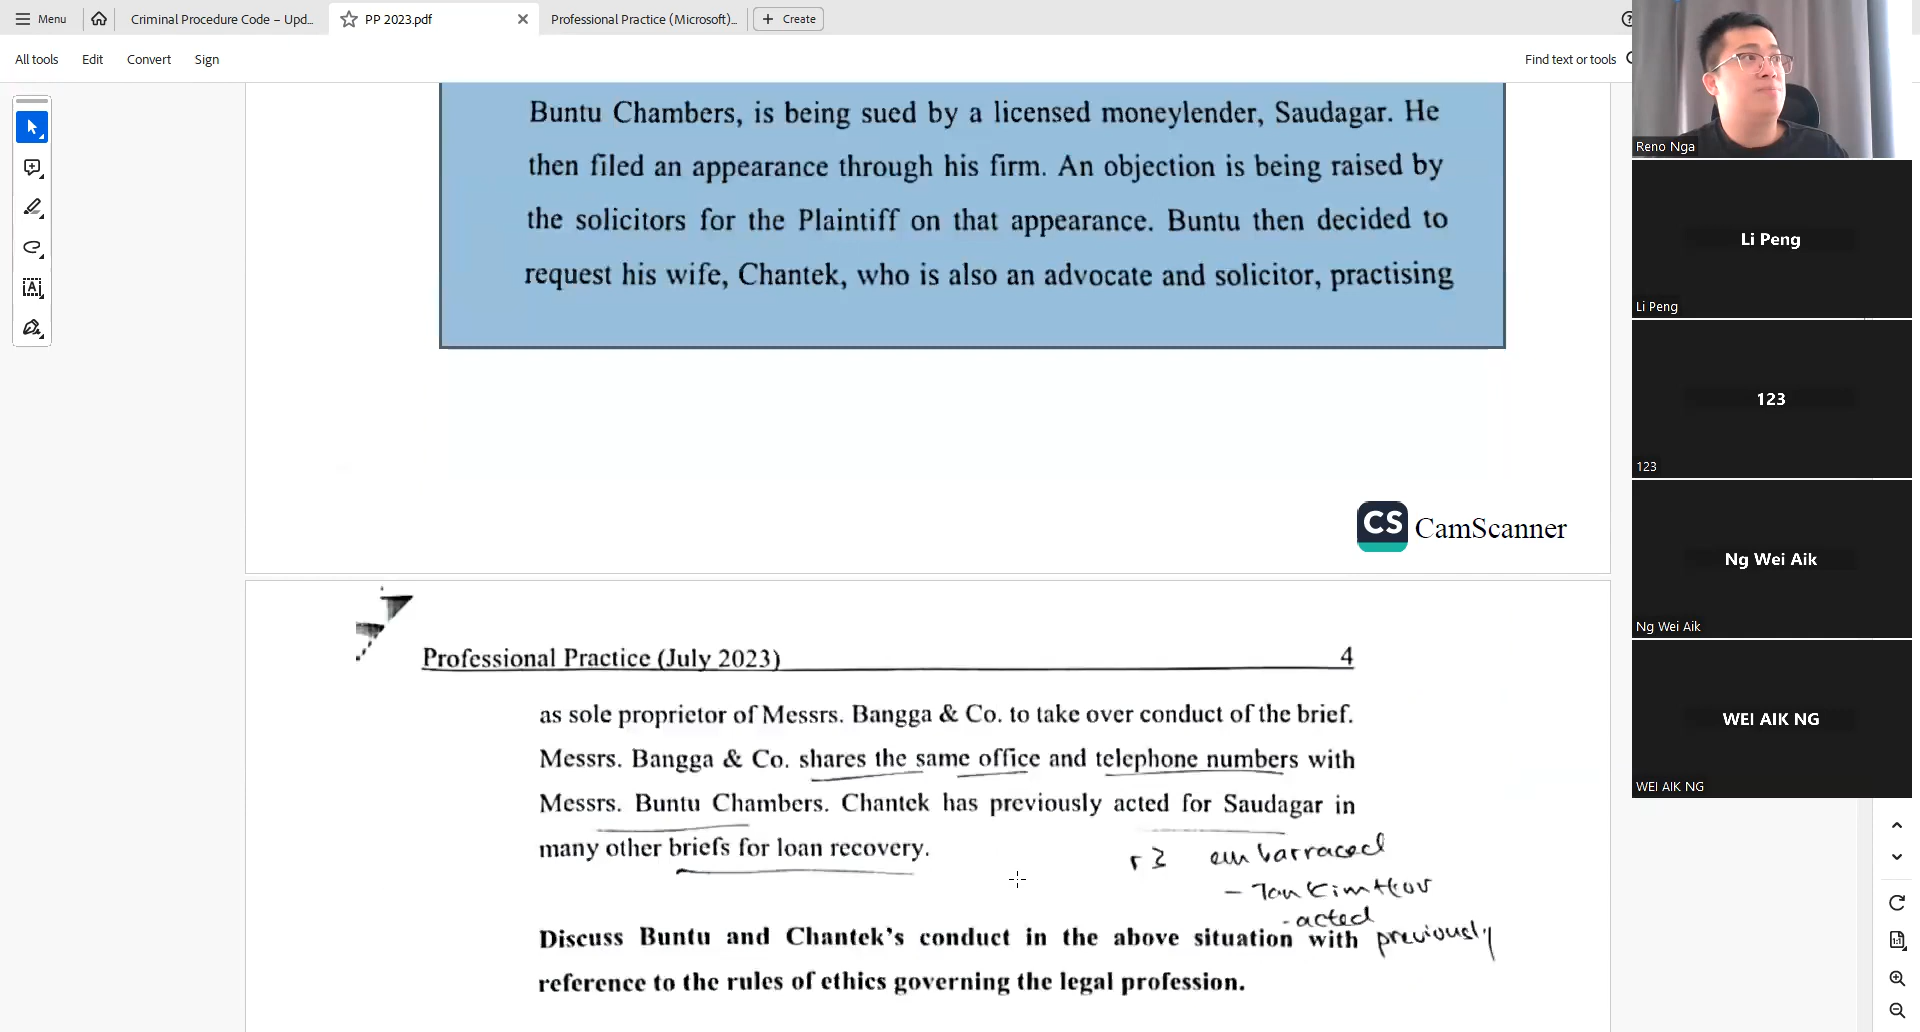 Menu
Criminal Procedure Code – Upd...
PP 2023.pdf
Professional Practice (Microsoft)...
Create
All tools
Edit
Convert
Sign
Find text or tools
Buntu Chambers, is being sued by a licensed moneylender, Saudagar. He
then filed an appearance through his firm. An objection is being raised by
the solicitors for the Plaintiff on that appearance. Buntu then decided to
request his wife, Chantek, who is also an advocate and solicitor, practising
CS CamScanner
Professional Practice (July 2023) 4
as sole proprietor of Messrs. Bangga & Co. to take over conduct of the brief.
Messrs. Bangga & Co. shares the same office and telephone numbers with
Messrs. Buntu Chambers. Chantek has previously acted for Saudagar in
many other briefs for loan recovery.
r3 embarraced
- Tan Kim Hor
- acted
previously
Discuss Buntu and Chantek's conduct in the above situation with
reference to the rules of ethics governing the legal profession.
Reno Nga
Li Peng
Li Peng
123
123
Ng Wei Aik
Ng Wei Aik
WEI AIK NG
WEI AIK NG